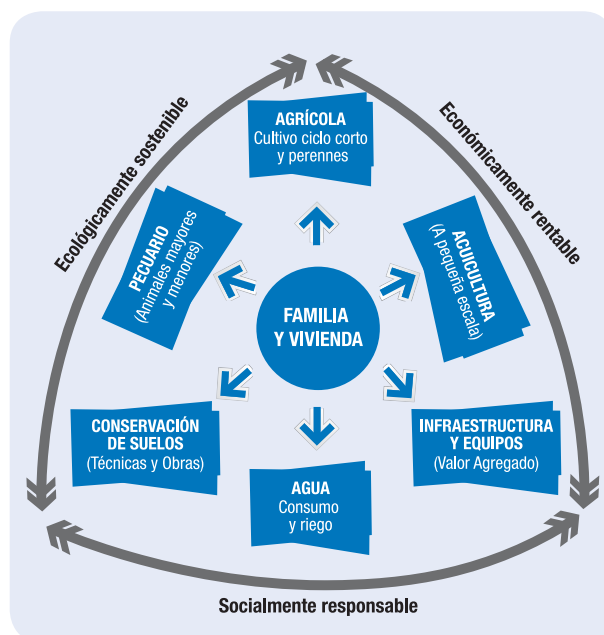 Ecológicamente sostenible
Económicamente rentable
AGRÍCOLA
Cultivo ciclo corto
y perennes
PECUARIO
(Animales mayores
y menores)
ACUICULTURA
(A pequeña
escala)
FAMILIA
Y VIVIENDA
CONSERVACIÓN
DE SUELOS
(Técnicas y Obras)
INFRAESTRUCTURA
Y EQUIPOS
(Valor Agregado)
AGUA
Consumo
y riego
Socialmente responsable